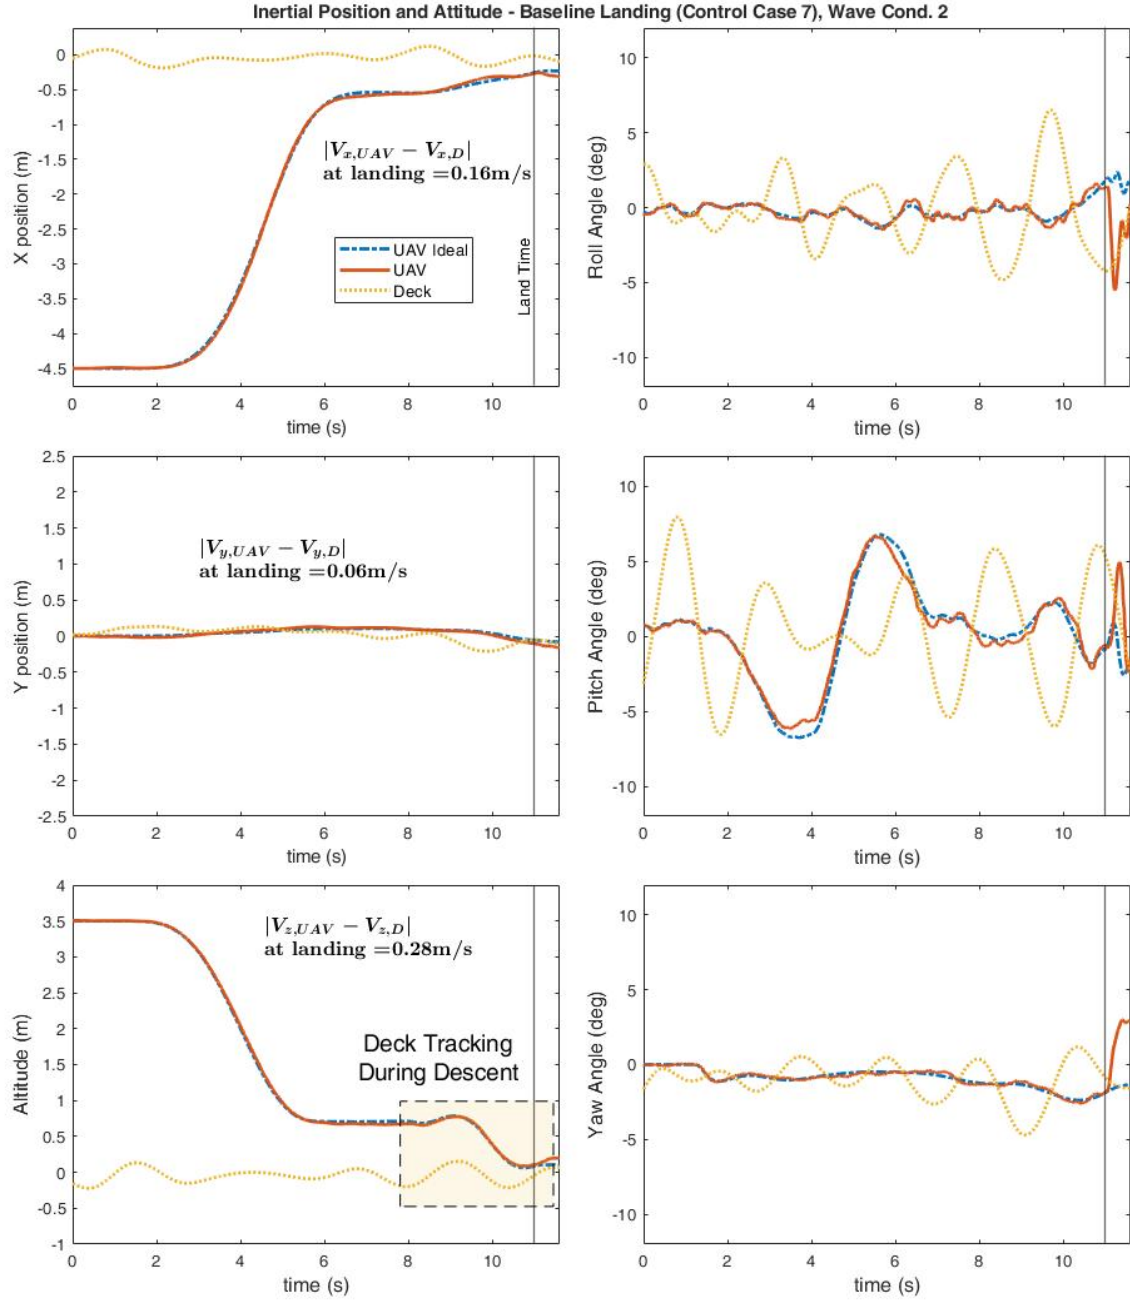 Inertial Position and Attitude - Baseline Landing (Control Case 7), Wave Cond. 2
0
-0.5
-1
-1.5
-2
-2.5
-3
-3.5
-4
-4.5
X position (m)
|V_{x,UAV} − V_{x,D}|
at landing =0.16m/s
UAV Ideal
UAV
Deck
Land Time
0 2 4 6 8 10
time (s)
10
5
0
-5
-10
Roll Angle (deg)
0 2 4 6 8 10
time (s)
2.5
2
1.5
1
0.5
0
-0.5
-1
-1.5
-2
-2.5
Y position (m)
|V_{y,UAV} − V_{y,D}|
at landing =0.06m/s
0 2 4 6 8 10
time (s)
10
5
0
-5
-10
Pitch Angle (deg)
0 2 4 6 8 10
time (s)
4
3.5
3
2.5
2
1.5
1
0.5
0
-0.5
-1
Altitude (m)
|V_{z,UAV} − V_{z,D}|
at landing =0.28m/s
Deck Tracking
During Descent
0 2 4 6 8 10
time (s)
10
5
0
-5
-10
Yaw Angle (deg)
0 2 4 6 8 10
time (s)